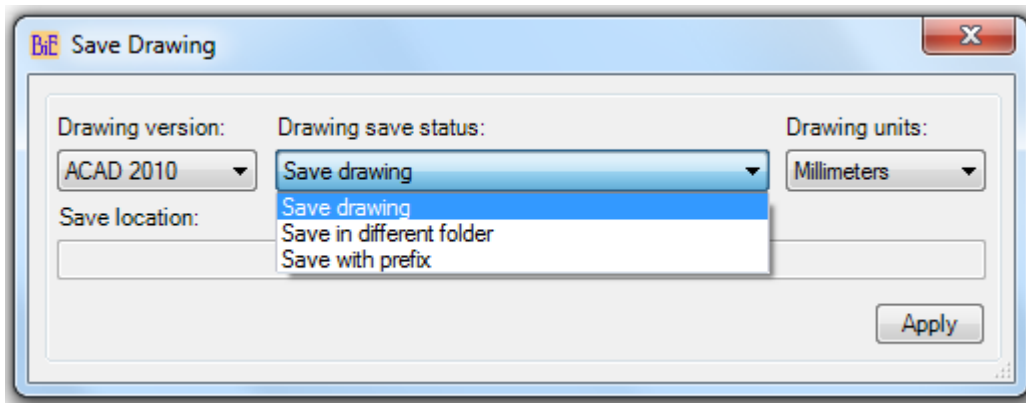 BiE Save Drawing
Drawing version: Drawing save status: Drawing units:
ACAD 2010 Save drawing Millimeters
Save location:
Save drawing
Save in different folder
Save with prefix
Apply